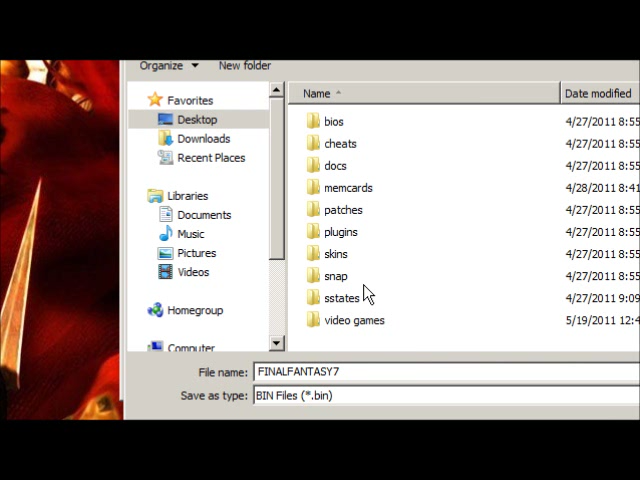 Organize New folder
Name Date modified
Favorites
Desktop
Downloads
Recent Places
Libraries
Documents
Music
Pictures
Videos
Homegroup
Computer
bios 4/27/2011 8:55
cheats 4/27/2011 8:55
docs 4/27/2011 8:55
memcards 4/28/2011 8:41
patches 4/27/2011 8:55
plugins 4/27/2011 8:55
skins 4/27/2011 8:55
snap 4/27/2011 8:55
sstates 4/27/2011 9:09
video games 5/19/2011 12:4
File name: FINALFANTASY7
Save as type: BIN Files (*.bin)